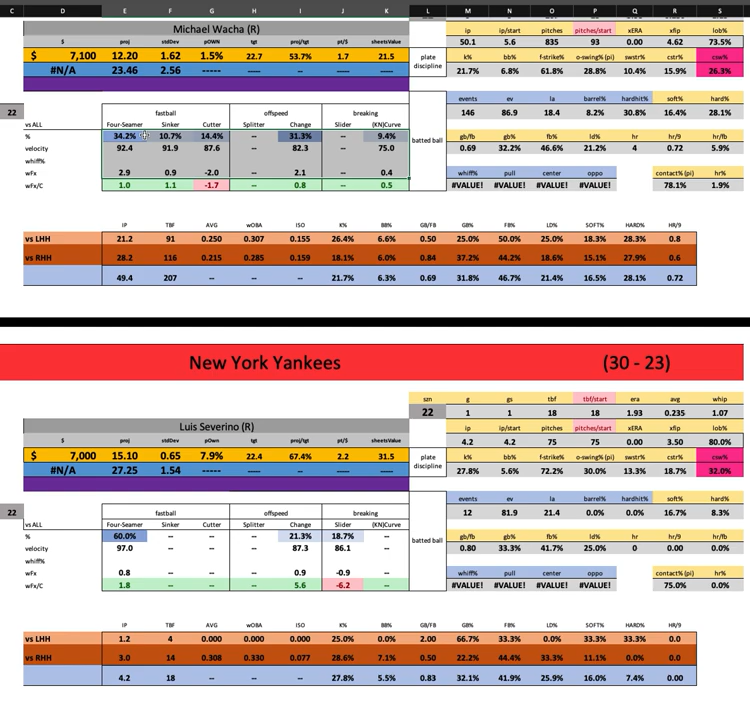 C D E F G H I J K L M N O P Q R S
Michael Wacha (R)
ip ip/start pitches pitches/start xERA xfip lob%
$ proj stdDev pOWN tgt proj/tgt pt/$ sheetsValue 50.1 5.6 835 93 0.00 4.62 73.5%
$ 7,100 12.20 1.62 1.5% 22.7 53.7% 1.7 21.5 plate discipline k% bb% f-strike% o-swing% (pi) swstr% cstr% csw%
#N/A 23.46 2.56 ----- ---- --- --- ---- 21.7% 6.8% 61.8% 28.8% 10.4% 15.9% 26.3%
events ev la barrel% hardhit% soft% hard%
22 fastball offspeed breaking 146 86.9 18.4 8.2% 30.8% 16.4% 28.1%
vs ALL Four-Seamer Sinker Cutter Splitter Change Slider (KN)Curve
% 34.2% 10.7% 14.4% -- 31.3% -- 9.4% batted ball gb/fb gb% fb% ld% hr hr/9 hr/fb
velocity 92.4 91.9 87.6 82.3 75.0 0.69 32.2% 46.6% 21.2% 4 0.72 5.9%
whiff%
wFx 2.9 0.9 -2.0 2.1 0.4 whiff% pull center oppo contact% (pi) hr%
wFx/C 1.0 1.1 -1.7 -- 0.8 -- 0.5 #VALUE! #VALUE! #VALUE! #VALUE! 78.1% 1.9%
IP TBF AVG wOBA ISO K% BB% GB/FB GB% FB% LD% SOFT% HARD% HR/9
vs LHH 21.2 91 0.250 0.307 0.155 26.4% 6.6% 0.50 25.0% 50.0% 25.0% 18.3% 28.3% 0.8
vs RHH 28.2 116 0.215 0.285 0.159 18.1% 6.0% 0.84 37.2% 44.2% 18.6% 15.1% 27.9% 0.6
49.4 207 -- -- 21.7% 6.3% 0.69 31.8% 46.7% 21.4% 16.5% 28.1% 0.72
New York Yankees (30 - 23)
szn g gs tbf tbf/start era avg whip
22 1 1 18 18 1.93 0.235 1.07
Luis Severino (R) ip ip/start pitches pitches/start xERA xfip lob%
$ proj stdDev pOwn tgt proj/tgt pt/$ sheetsValue 4.2 4.2 75 75 0.00 3.50 80.0%
$ 7,000 15.10 0.65 7.9% 22.4 67.4% 2.2 31.5 plate discipline k% bb% f-strike% o-swing% (pi) swstr% cstr% csw%
#N/A 27.25 1.54 ----- ---- -- --- ---- 27.8% 5.6% 72.2% 30.0% 13.3% 18.7% 32.0%
events ev la barrel% hardhit% soft% hard%
22 fastball offspeed breaking 12 81.9 21.4 0.0% 0.0% 16.7% 8.3%
vs ALL Four-Seamer Sinker Cutter Splitter Change Slider (KN)Curve
% 60.0% -- -- -- 21.3% 18.7% -- batted ball gb/fb gb% fb% ld% hr hr/9 hr/fb
velocity 97.0 87.3 86.1 0.80 33.3% 41.7% 25.0% 0 0.00 0.0%
whiff%
wFx 0.8 0.9 -0.9 whiff% pull center oppo contact% (pi) hr%
wFx/C 1.8 -- -- -- 5.6 -6.2 -- #VALUE! #VALUE! #VALUE! #VALUE! 75.0% 0.0%
IP TBF AVG WOBA ISO K% BB% GB/FB GB% FB% LD% SOFT% HARD% HR/9
vs LHH 1.2 4 0.000 0.000 0.000 25.0% 0.0% 2.00 66.7% 33.3% 0.0% 33.3% 33.3% 0.0
vs RHH 3.0 14 0.308 0.330 0.077 28.6% 7.1% 0.50 22.2% 44.4% 33.3% 11.1% 0.0% 0.0
4.2 18 -- -- 27.8% 5.5% 0.83 32.1% 41.9% 25.9% 16.0% 7.4% 0.00